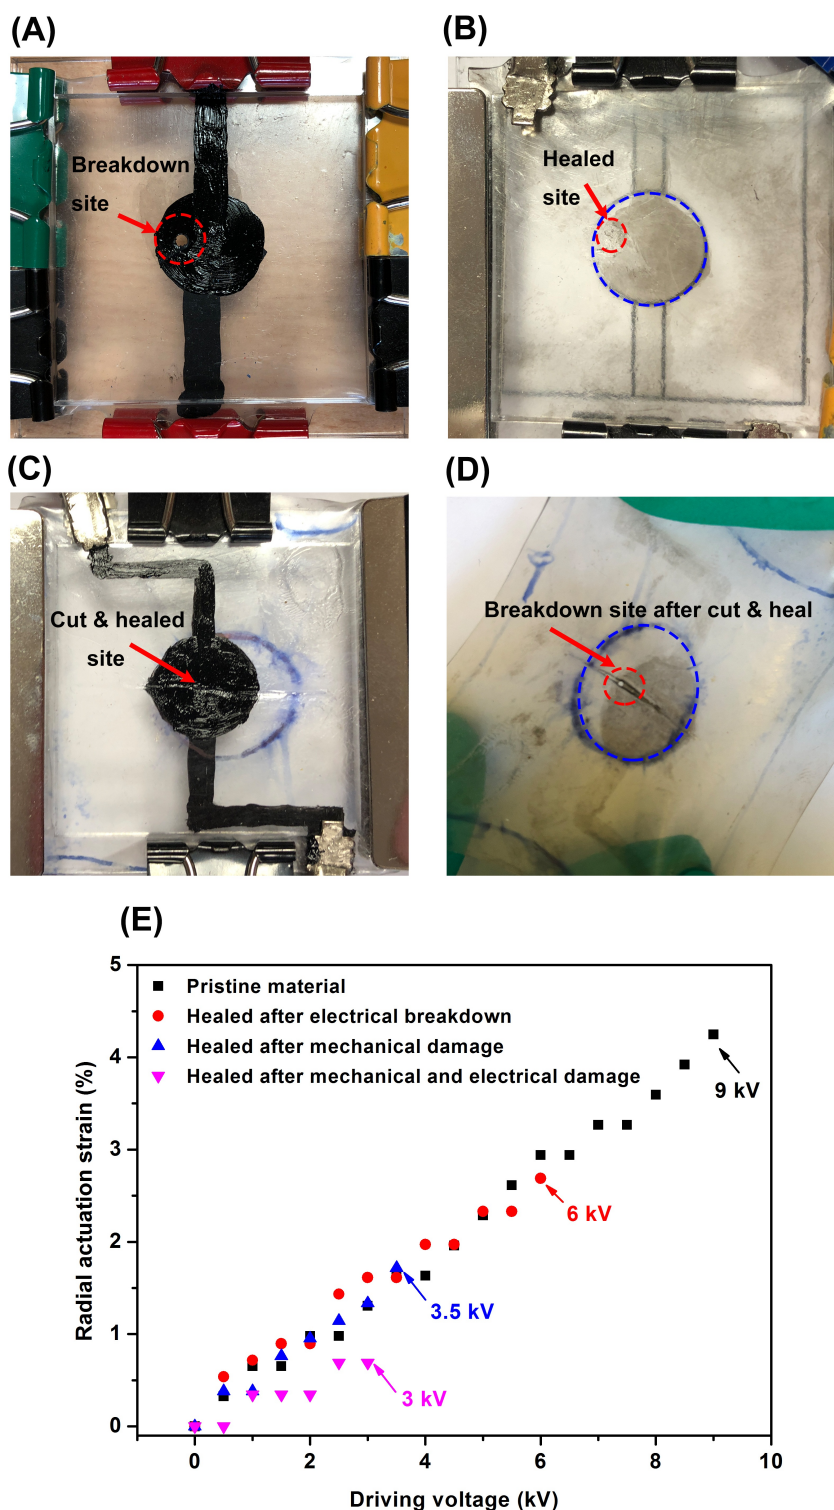 (A)
(B)
Breakdown
site
Healed
site
(C)
(D)
Cut & healed
site
Breakdown site after cut & heal
(E)
Radial actuation strain (%)
5
4
3
2
1
0
Pristine material
Healed after electrical breakdown
Healed after mechanical damage
Healed after mechanical and electrical damage
9 kV
6 kV
3.5 kV
3 kV
0
2
4
6
8
10
Driving voltage (kV)